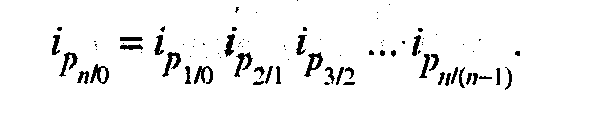 i_{p_{n/0}} = i_{p_{1/0}} i_{p_{2/1}} i_{p_{3/2}} ... i_{p_{n/(n-1)}}.